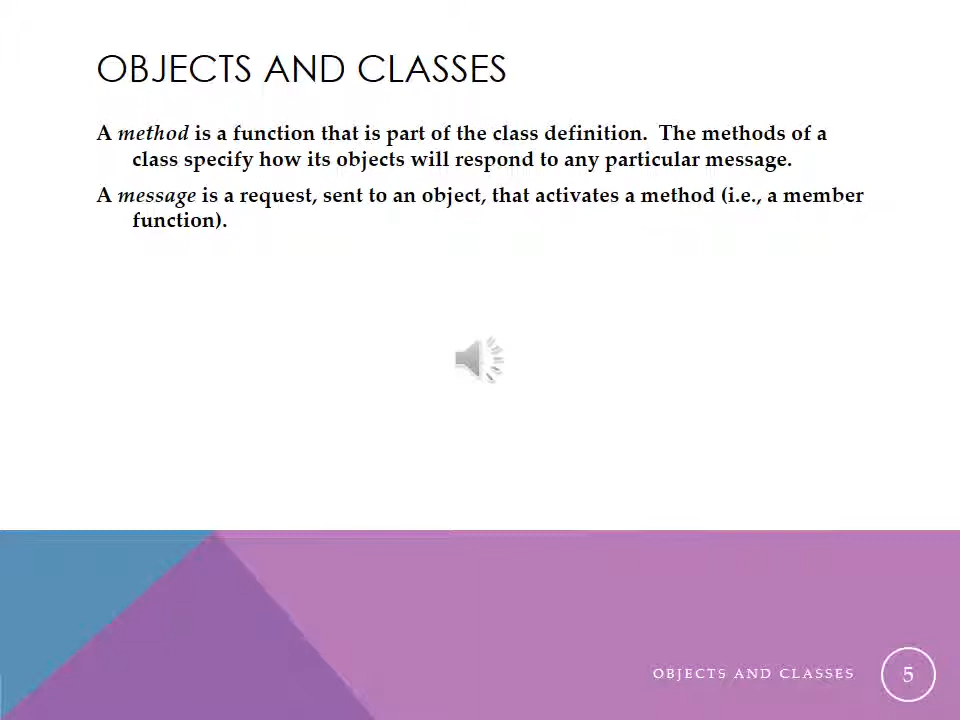 OBJECTS AND CLASSES
A method is a function that is part of the class definition.  The methods of a
class specify how its objects will respond to any particular message.
A message is a request, sent to an object, that activates a method (i.e., a member
function).
OBJECTS AND CLASSES
5